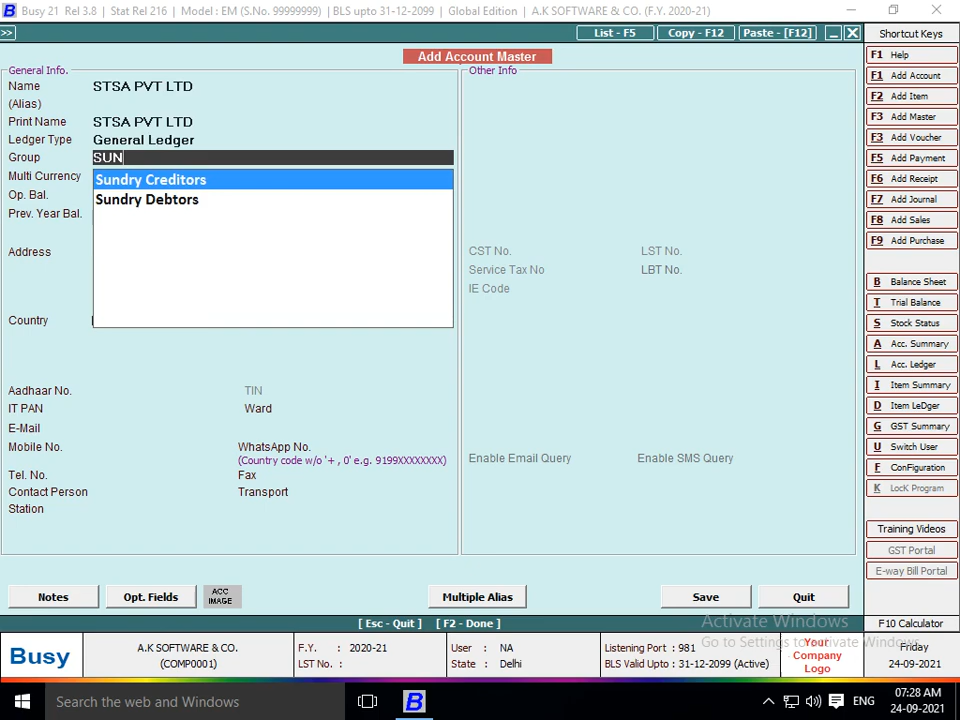 Busy 21 Rel 3.8 | Stat Rel 216 | Model : EM (S.No. 99999999) | BLS upto 31-12-2099 | Global Edition | A.K SOFTWARE & CO. (F.Y. 2020-21)
>> List - F5 Copy - F12 Paste - [F12]
Shortcut Keys
Add Account Master
General Info.
Other Info
Name STSA PVT LTD
(Alias)
Print Name STSA PVT LTD
Ledger Type General Ledger
Group SUN
Multi Currency
Sundry Creditors
Op. Bal.
Sundry Debtors
Prev. Year Bal.
Address
CST No. LST No.
Service Tax No LBT No.
IE Code
Country
Aadhaar No. TIN
IT PAN Ward
E-Mail
Mobile No. WhatsApp No.
(Country code w/o '+ , 0' e.g. 9199XXXXXXXX)
Enable Email Query Enable SMS Query
Tel. No. Fax
Contact Person Transport
Station
Notes Opt. Fields ACC IMAGE Multiple Alias Save Quit
[ Esc - Quit ] [ F2 - Done ]
F1 Help
F1 Add Account
F2 Add Item
F3 Add Master
F3 Add Voucher
F5 Add Payment
F6 Add Receipt
F7 Add Journal
F8 Add Sales
F9 Add Purchase
B Balance Sheet
T Trial Balance
S Stock Status
A Acc. Summary
L Acc. Ledger
I Item Summary
D Item LeDger
G GST Summary
U Switch User
F ConFiguration
K LocK Program
Training Videos
GST Portal
E-way Bill Portal
F10 Calculator
Activate Windows
Go to Settings to activate Windows.
Busy
A.K SOFTWARE & CO.
(COMP0001)
F.Y. : 2020-21
LST No. :
User : NA
State : Delhi
Listening Port : 981
BLS Valid Upto : 31-12-2099 (Active)
Your
Company
Logo
Friday
24-09-2021
Search the web and Windows
B
ENG
07:28 AM
24-09-2021